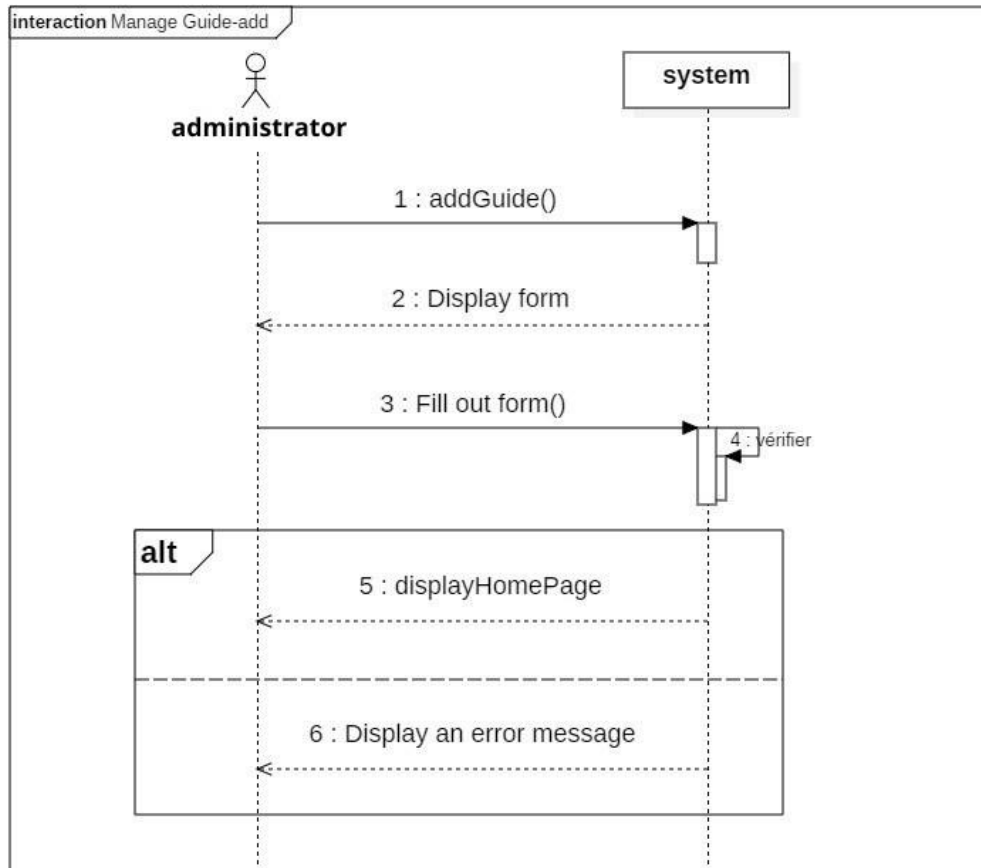 interaction Manage Guide-add
administrator
system
1 : addGuide()
2 : Display form
3 : Fill out form()
4 : vérifier
alt
5 : displayHomePage
6 : Display an error message